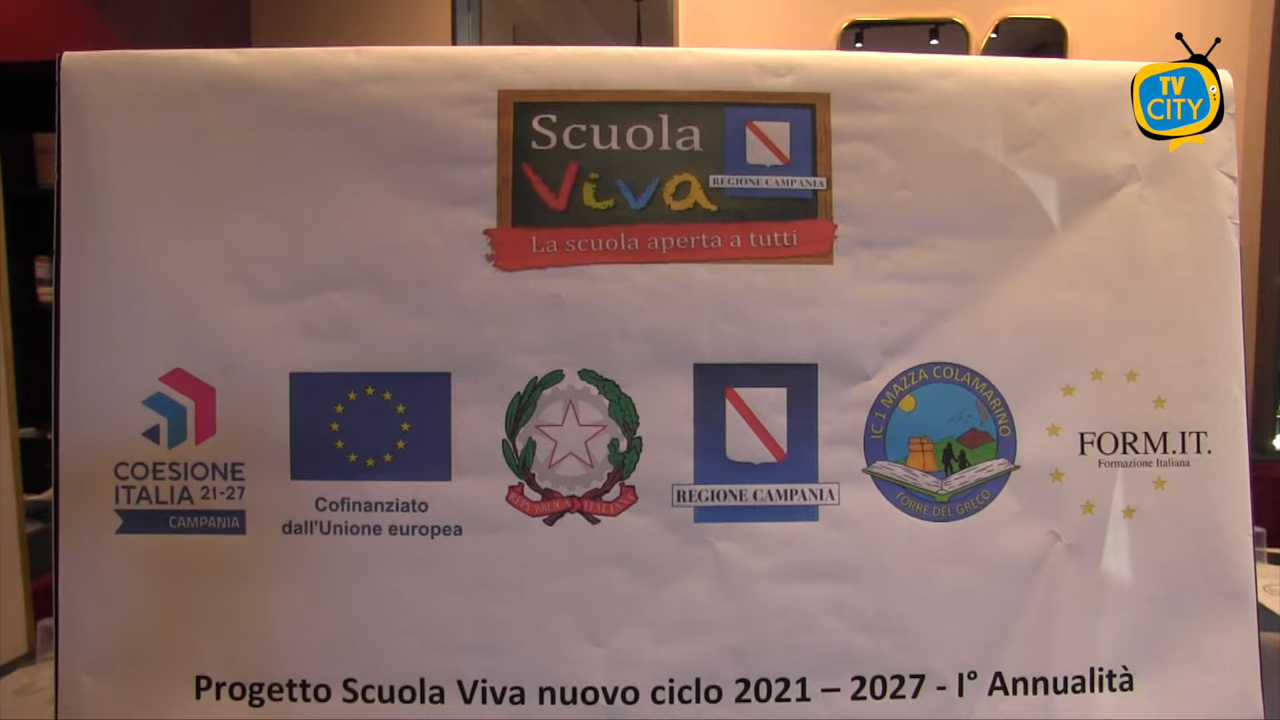 TV
CITY
Scuola
Viva
REGIONE CAMPANIA
La scuola aperta a tutti
COESIONE
ITALIA 21-27
CAMPANIA
Cofinanziato
dall'Unione europea
REPUBBLICA ITALIANA
REGIONE CAMPANIA
IC 1 MAZZA COLAMARINO
TORRE DEL GRECO
FORM.IT.
Formazione Italiana
Progetto Scuola Viva nuovo ciclo 2021 – 2027 - I° Annualità